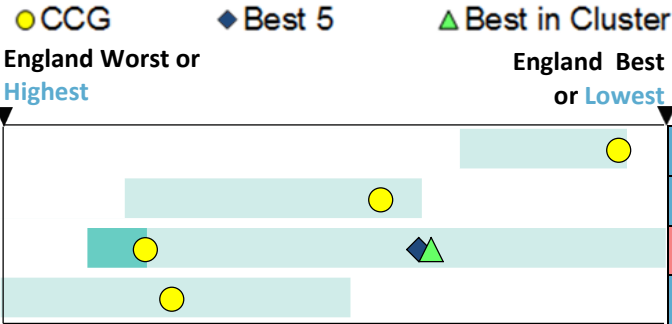 CCG Best 5 Best in Cluster
England Worst or England Best
Highest or Lowest